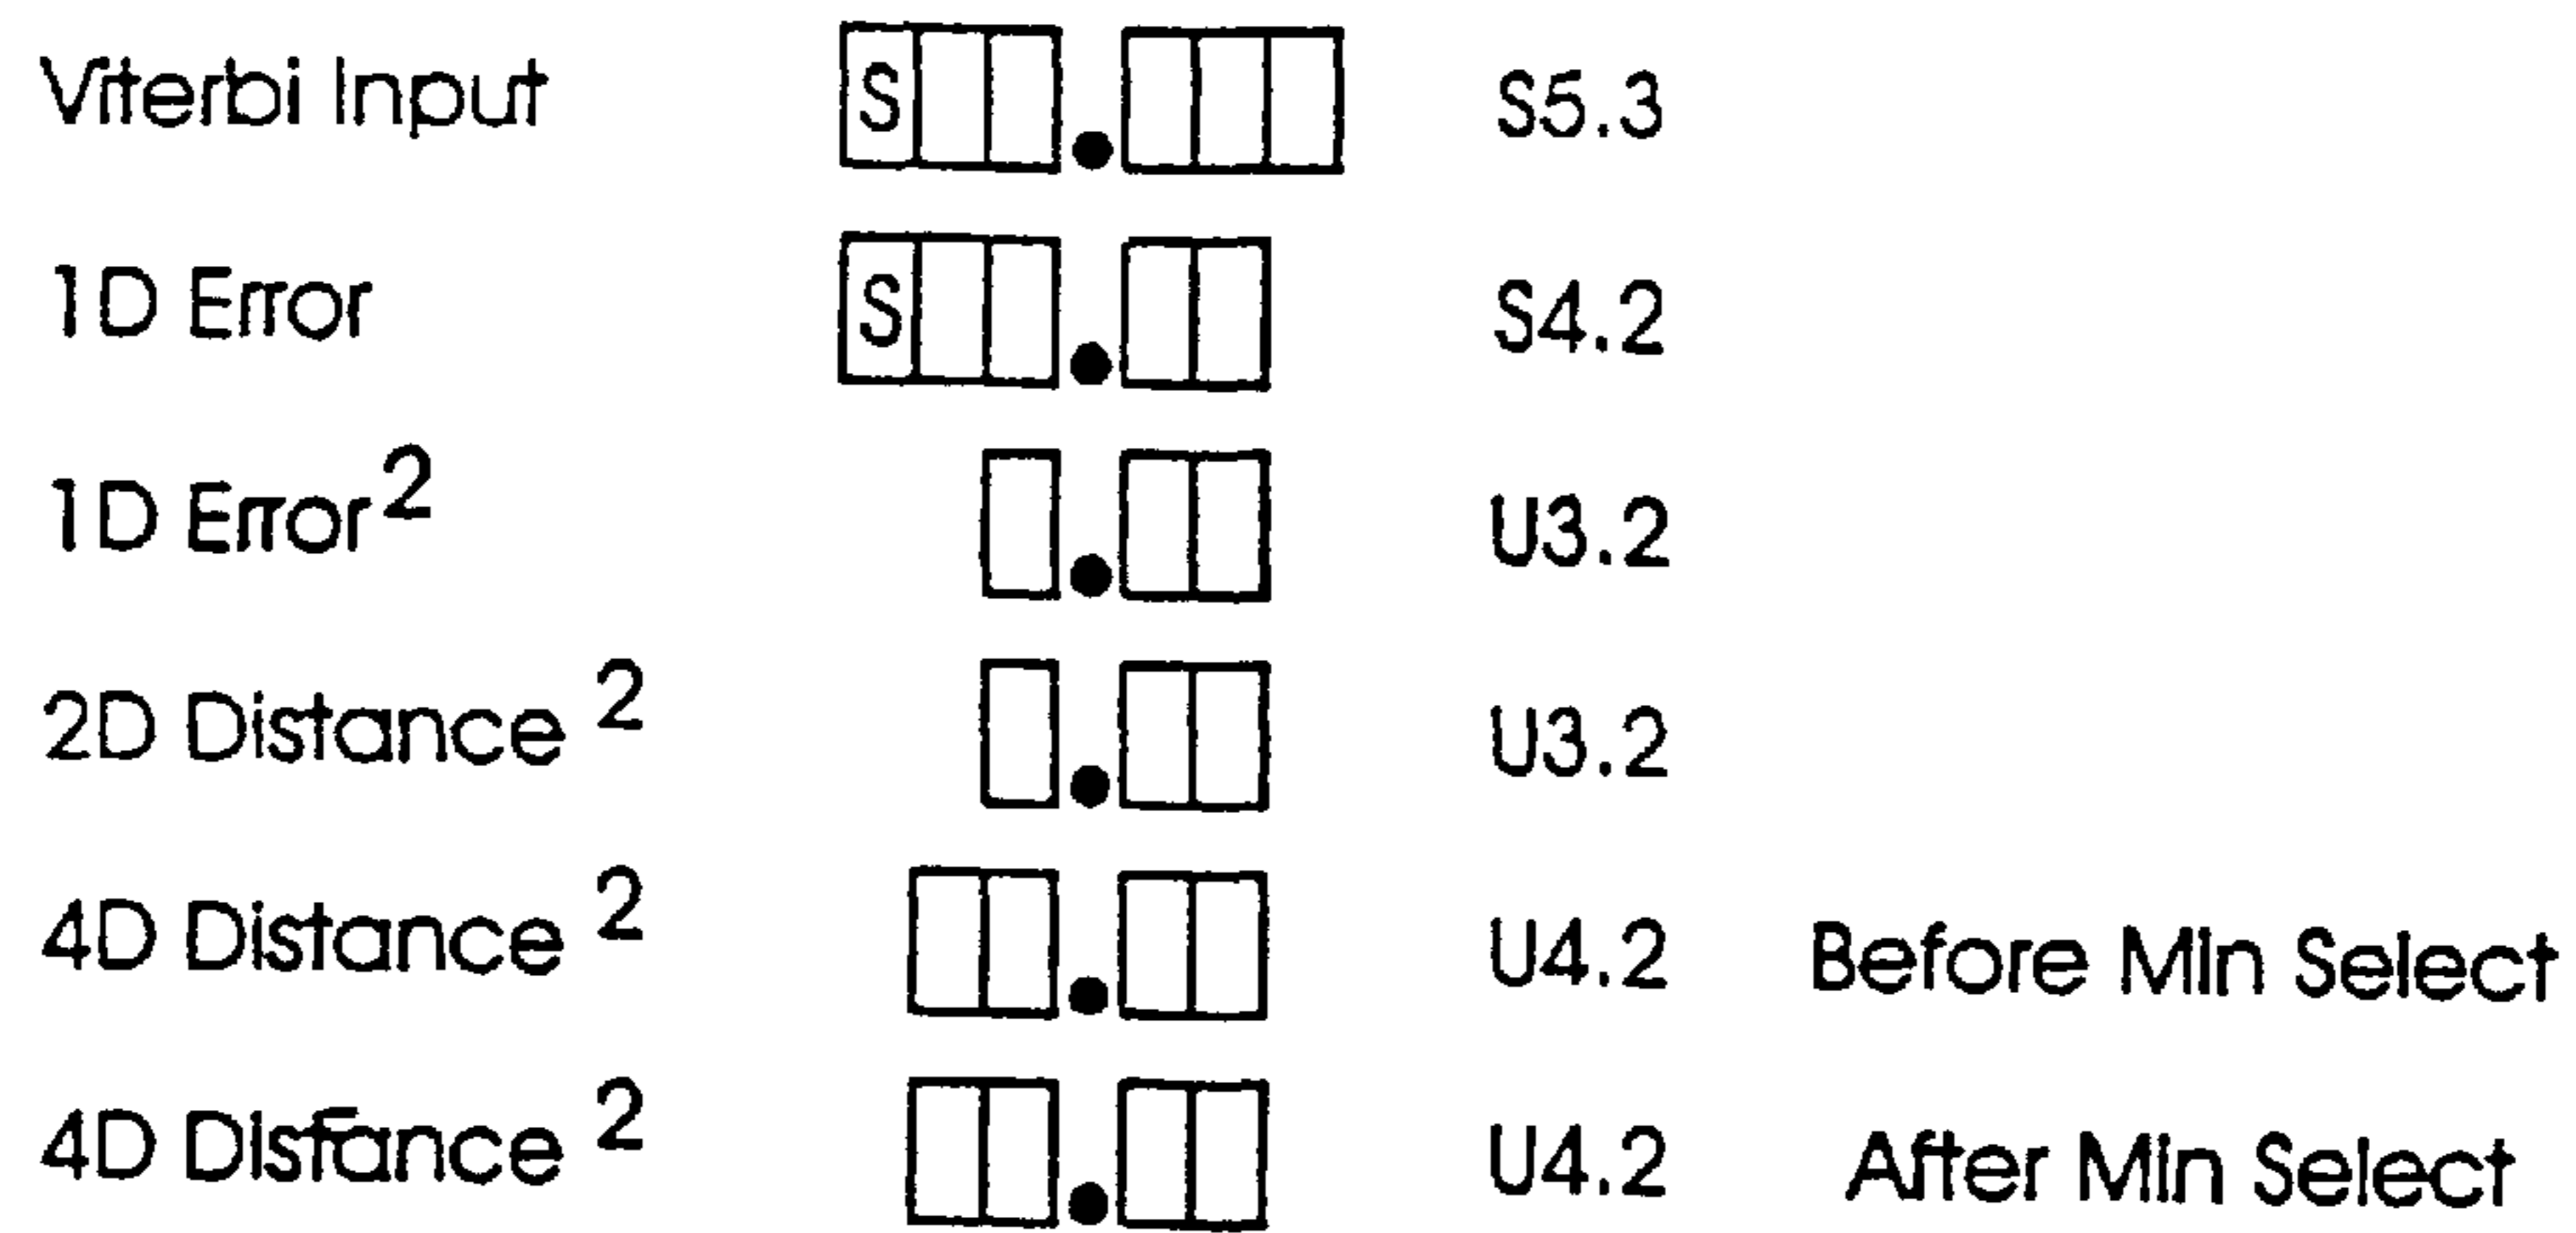 Viterbi Input S S5.3
1D Error S S4.2
1D Error² U3.2
2D Distance ² U3.2
4D Distance ² U4.2 Before Min Select
4D Distance ² U4.2 After Min Select